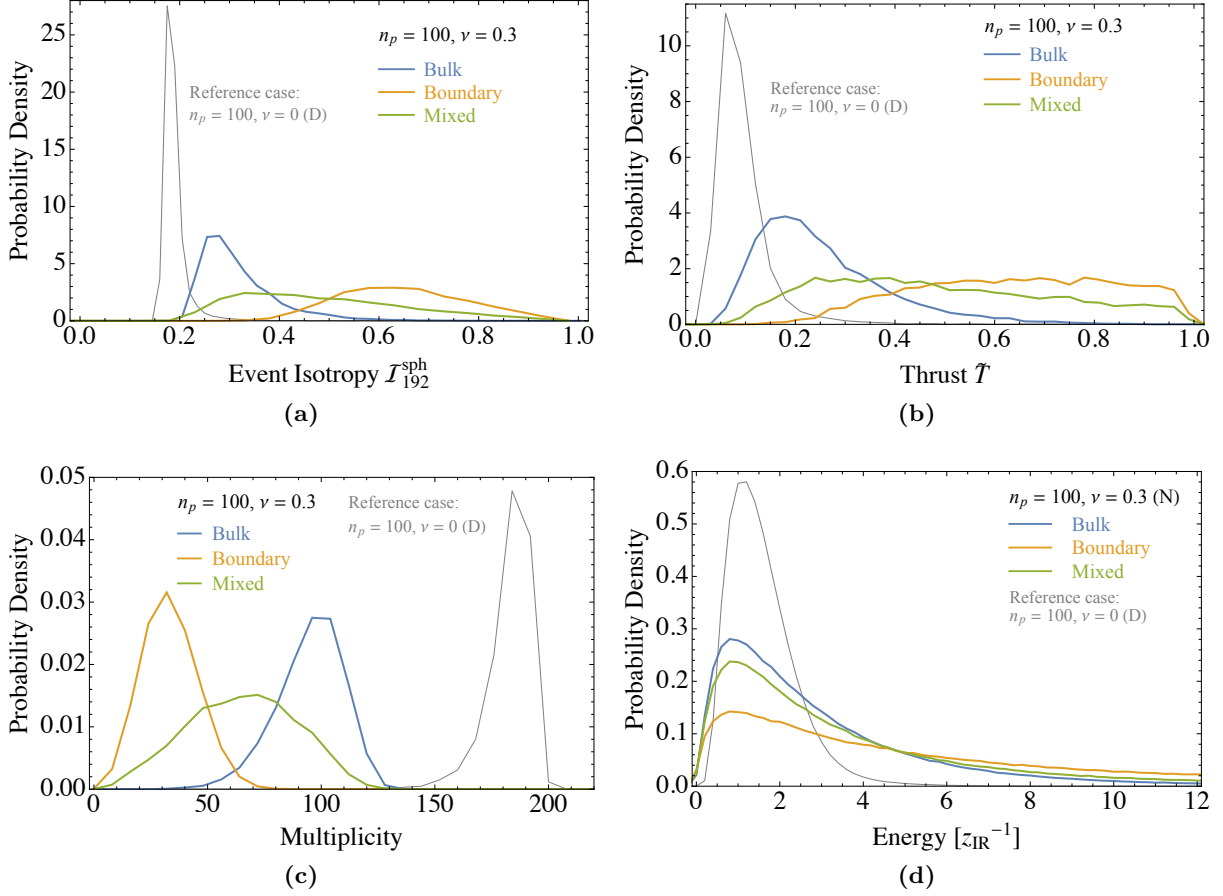 25
20
15
10
5
0
Probability Density
n_p = 100, ν = 0.3
Bulk
Boundary
Mixed
Reference case:
n_p = 100, ν = 0 (D)
0.0 0.2 0.4 0.6 0.8 1.0
Event Isotropy 𝓘^sph_192
(a)
10
8
6
4
2
0
Probability Density
n_p = 100, ν = 0.3
Bulk
Boundary
Mixed
Reference case:
n_p = 100, ν = 0 (D)
0.0 0.2 0.4 0.6 0.8 1.0
Thrust T̃
(b)
0.05
0.04
0.03
0.02
0.01
0.00
Probability Density
n_p = 100, ν = 0.3
Bulk
Boundary
Mixed
Reference case:
n_p = 100, ν = 0 (D)
0 50 100 150 200
Multiplicity
(c)
0.6
0.5
0.4
0.3
0.2
0.1
0.0
Probability Density
n_p = 100, ν = 0.3 (N)
Bulk
Boundary
Mixed
Reference case:
n_p = 100, ν = 0 (D)
0 2 4 6 8 10 12
Energy [z_IR^-1]
(d)